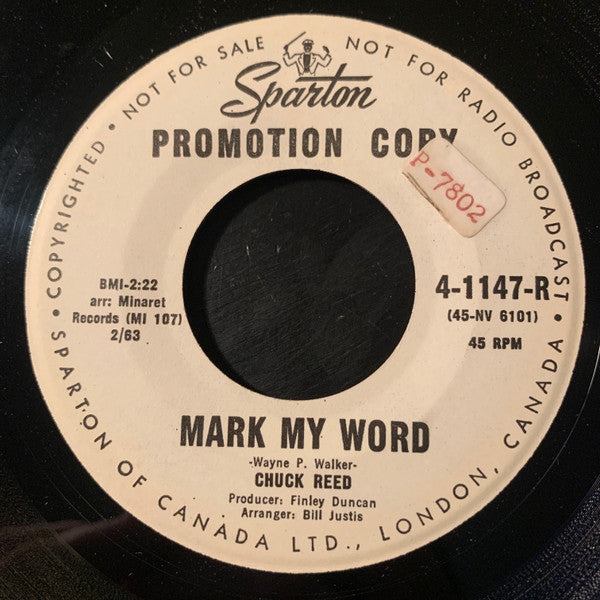 COPYRIGHTED • NOT FOR SALE NOT FOR RADIO BROADCAST •
Sparton
PROMOTION COPY
P-7802
BMI-2:22
arr: Minaret
Records (MI 107)
2/63
4-1147-R
(45-NV 6101)
45 RPM
MARK MY WORD
-Wayne P. Walker-
CHUCK REED
Producer: Finley Duncan
Arranger: Bill Justis
• SPARTON OF CANADA LTD., LONDON, CANADA •